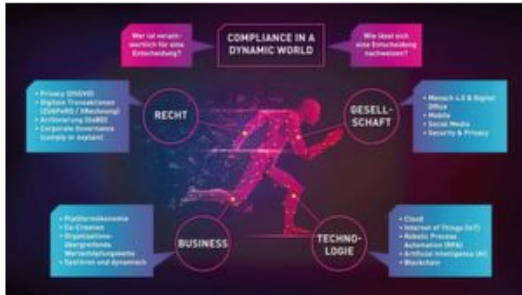 Wer ist verant-
wortlich für eine
Entscheidung?
COMPLIANCE IN A
DYNAMIC WORLD
Wie lässt sich
eine Entscheidung
nachweisen?
• Privacy (DSGVO)
• Digitale Transaktionen
(ZUGFeRD / XRechnung)
• Archivierung (GoBD)
• Corporate Governance
(comply or explain)
RECHT
GESELL-
SCHAFT
• Mensch 4.0 & Digital
Office
• Mobile
• Social Media
• Security & Privacy
• Plattformökonomie
• Co-Creation
• Organisations-
übergreifende
Wertschöpfungskette
• Synchron und dynamisch
BUSINESS
TECHNO-
LOGIE
• Cloud
• Internet of Things (IoT)
• Robotic Process
Automation (RPA)
• Artificial Intelligence (AI)
• Blockchain